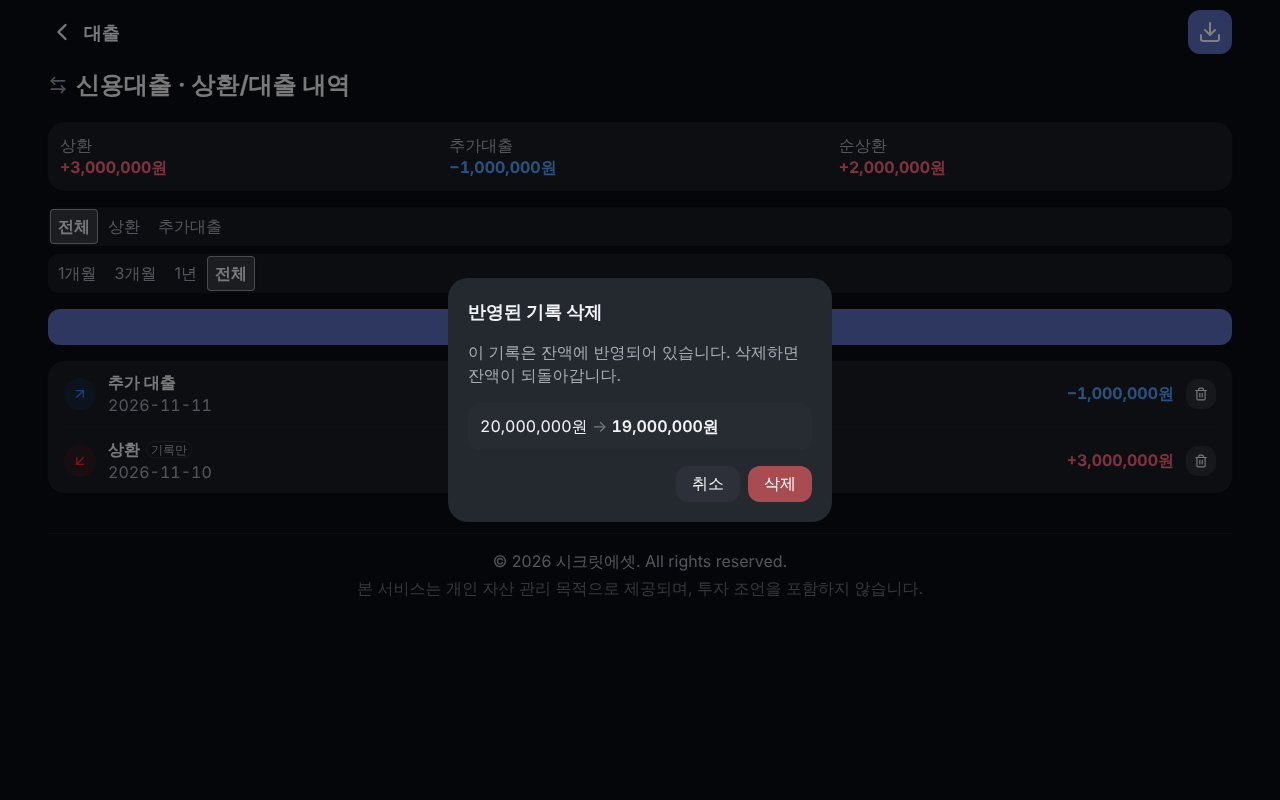 대출
신용대출 · 상환/대출 내역
상환 추가대출 순상환
+3,000,000원 −1,000,000원 +2,000,000원
전체 상환 추가대출
1개월 3개월 1년 전체
반영된 기록 삭제
이 기록은 잔액에 반영되어 있습니다. 삭제하면
잔액이 되돌아갑니다.
20,000,000원 → 19,000,000원
취소 삭제
추가 대출
2026-11-11
−1,000,000원
상환 기록만
2026-11-10
+3,000,000원
© 2026 시크릿에셋. All rights reserved.
본 서비스는 개인 자산 관리 목적으로 제공되며, 투자 조언을 포함하지 않습니다.